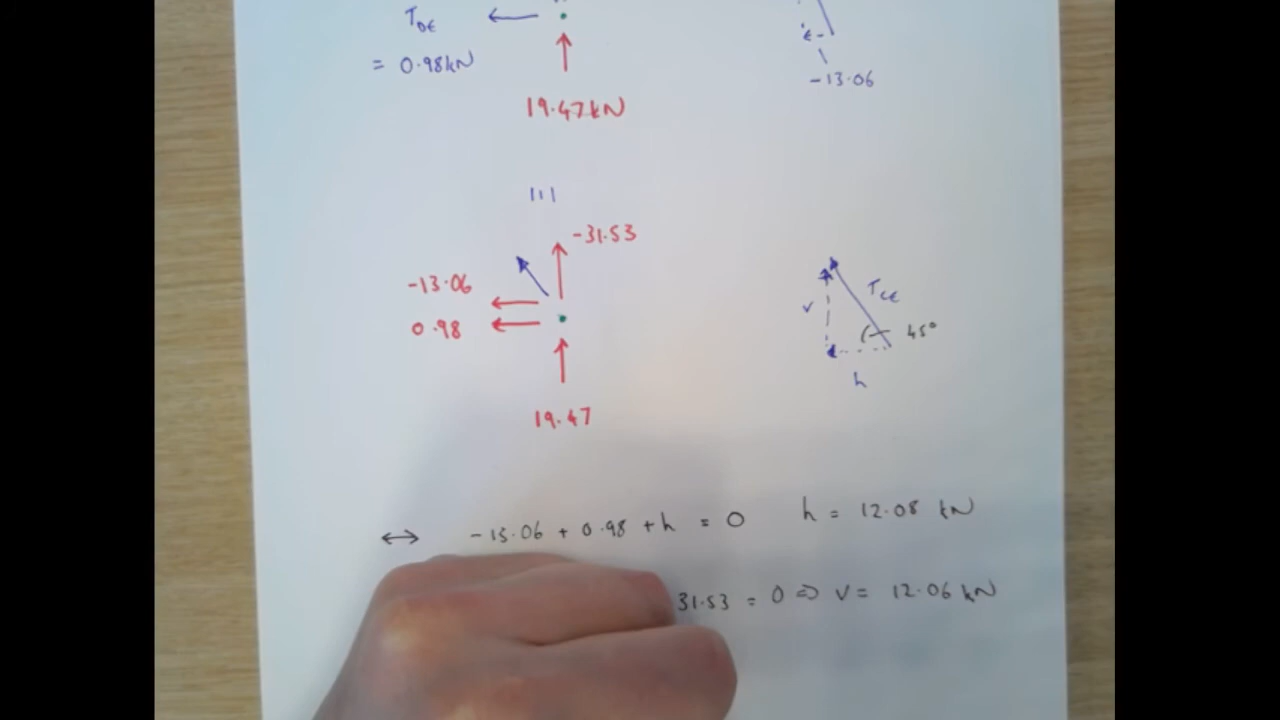 T_DE
= 0.98kN
19.47kN
-13.06
-31.53
-13.06
0.98
19.47
v
T_CE
45°
h
↔ -13.06 + 0.98 + h = 0 h = 12.08 kN
31.53 = 0 ⇒ v = 12.06 kN